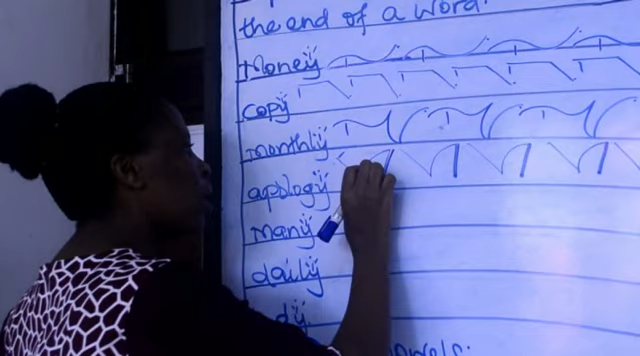 the end of a word.
Money
Copy
monthly
apology
many
daily